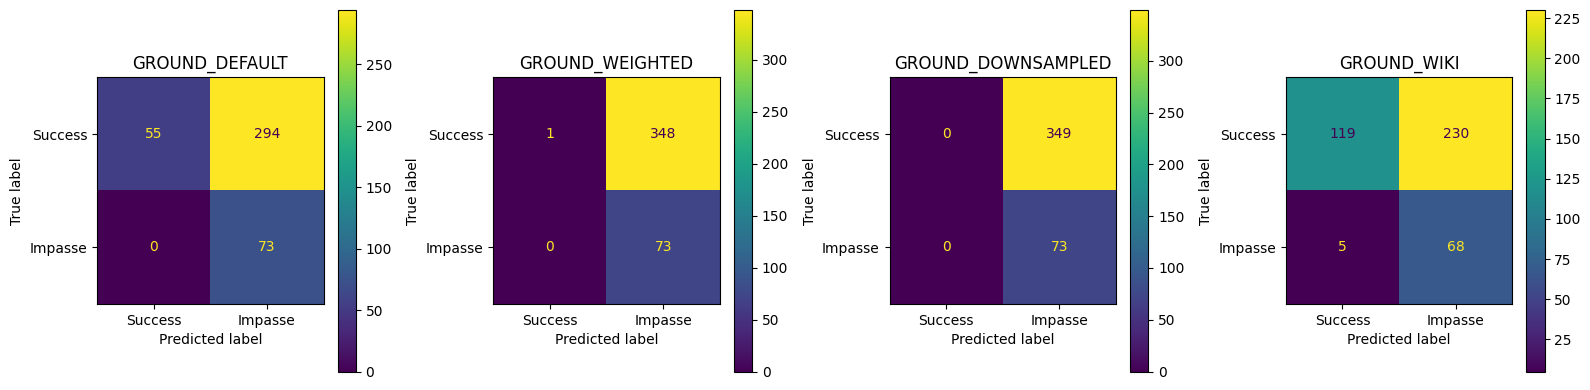 GROUND_DEFAULT
True label
Success
Impasse
55
294
0
73
Success
Impasse
Predicted label
250
200
150
100
50
0
GROUND_WEIGHTED
True label
Success
Impasse
1
348
0
73
Success
Impasse
Predicted label
300
250
200
150
100
50
0
GROUND_DOWNSAMPLED
True label
Success
Impasse
0
349
0
73
Success
Impasse
Predicted label
300
250
200
150
100
50
0
GROUND_WIKI
True label
Success
Impasse
119
230
5
68
Success
Impasse
Predicted label
225
200
175
150
125
100
75
50
25